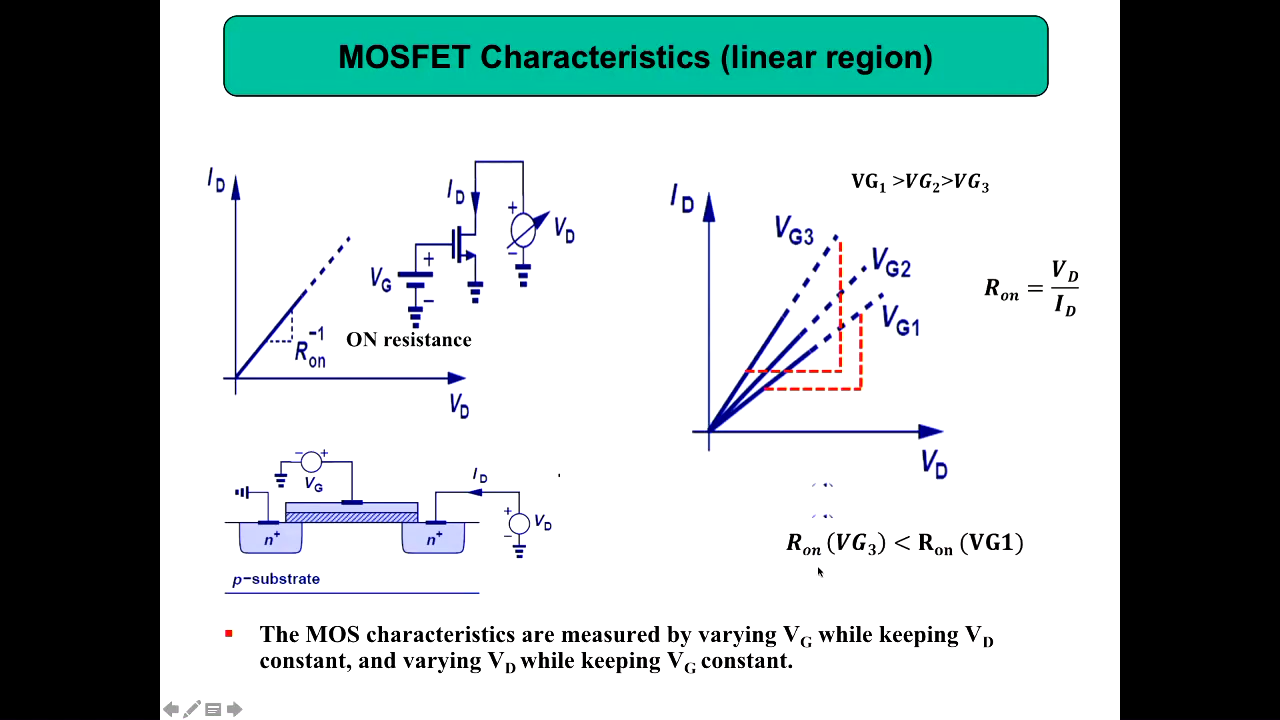 MOSFET Characteristics (linear region)
I_D
R_on^-1
ON resistance
V_D
I_D
V_G
+
−
+
−
V_D
VG₁ >VG₂>VG₃
I_D
V_G3
V_G2
V_G1
V_D
R_on = V_D / I_D
− +
V_G
I_D
+
−
V_D
n⁺
n⁺
p−substrate
R_on (VG₃) < R_on (VG1)
▪ The MOS characteristics are measured by varying V_G while keeping V_D
constant, and varying V_D while keeping V_G constant.